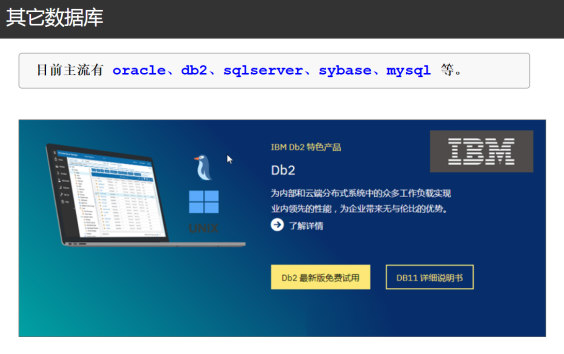 其它数据库
目前主流有 oracle、db2、sqlserver、sybase、mysql 等。
IBM Db2 特色产品
IBM
Db2
为内部和云端分布式系统中的众多工作负载实现
业内领先的性能，为企业带来无与伦比的优势。
了解详情
UNIX
Db2 最新版免费试用
DB11 详细说明书